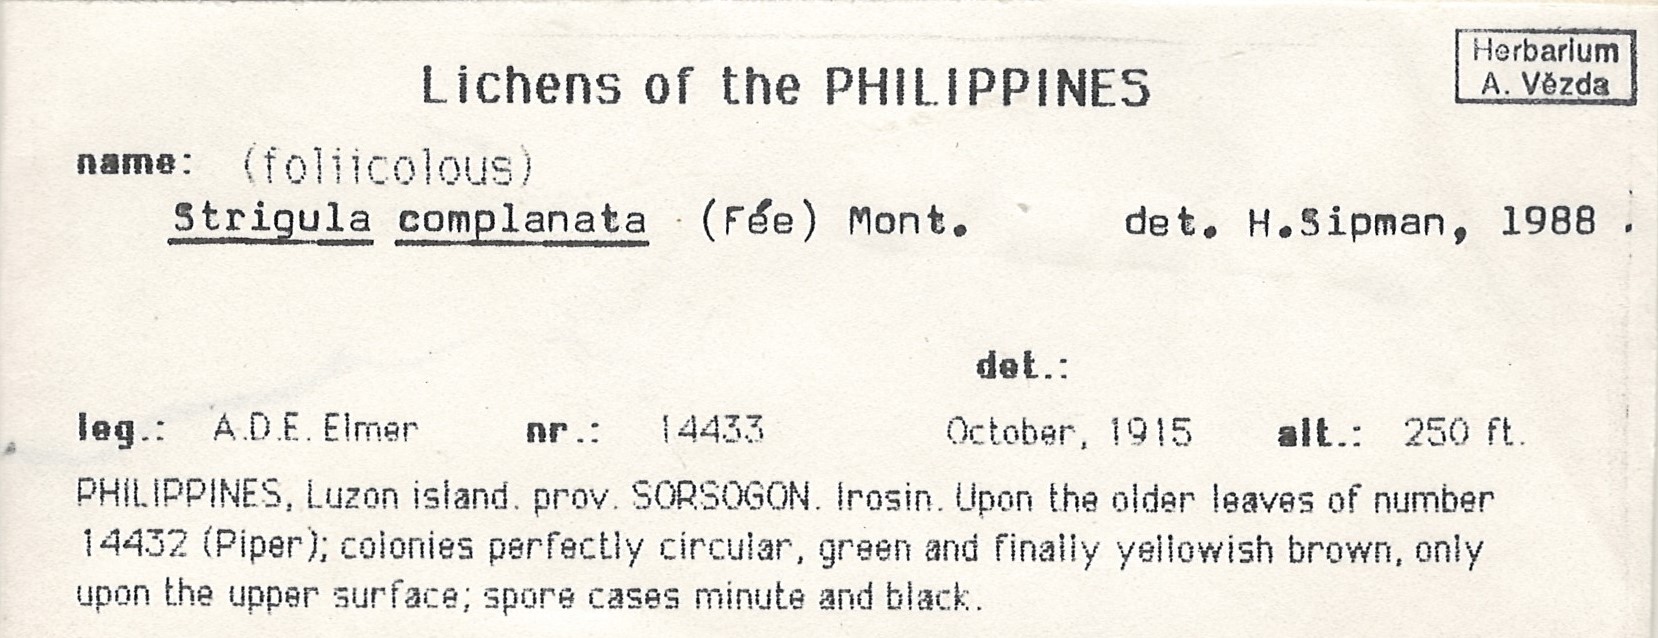 Herbarium
A. Vězda
Lichens of the PHILIPPINES
name: (foliicolous)
Strigula complanata (Fée) Mont. det. H.Sipman, 1988 .
det.:
leg.: A.D.E. Elmer nr.: 14433 October, 1915 alt.: 250 ft.
PHILIPPINES, Luzon island. prov. SORSOGON. Irosin. Upon the older leaves of number
14432 (Piper); colonies perfectly circular, green and finally yellowish brown, only
upon the upper surface; spore cases minute and black.